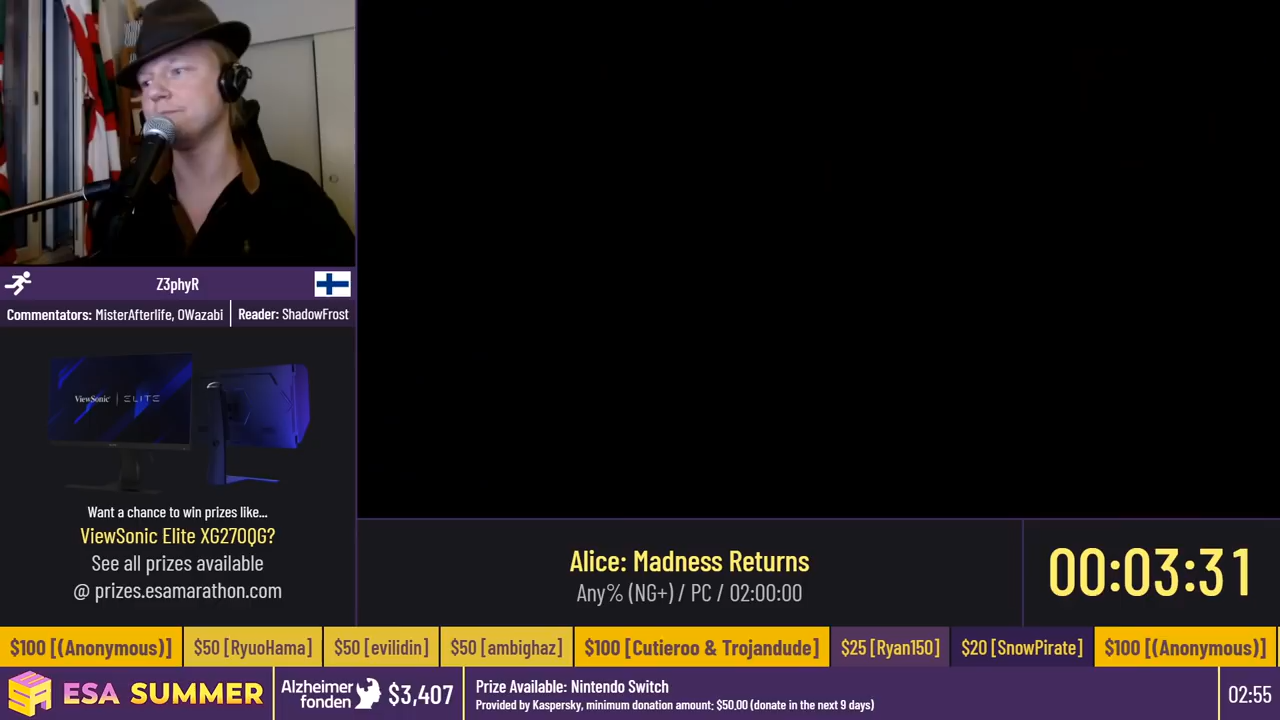 Z3phyR
Commentators: MisterAfterlife, OWazabi
Reader: ShadowFrost
ViewSonic | ELITE
Want a chance to win prizes like...
ViewSonic Elite XG270QG?
See all prizes available
@ prizes.esamarathon.com
Alice: Madness Returns
Any% (NG+) / PC / 02:00:00
00:03:31
$100 [(Anonymous)] $50 [RyuoHama] $50 [evilidin] $50 [ambighaz] $100 [Cutieroo & Trojandude] $25 [Ryan150] $20 [SnowPirate] $100 [(Anonymous)]
ESA SUMMER
Alzheimer
fonden
$3,407
Prize Available: Nintendo Switch
Provided by Kaspersky, minimum donation amount: $50,00 (donate in the next 9 days)
02:55